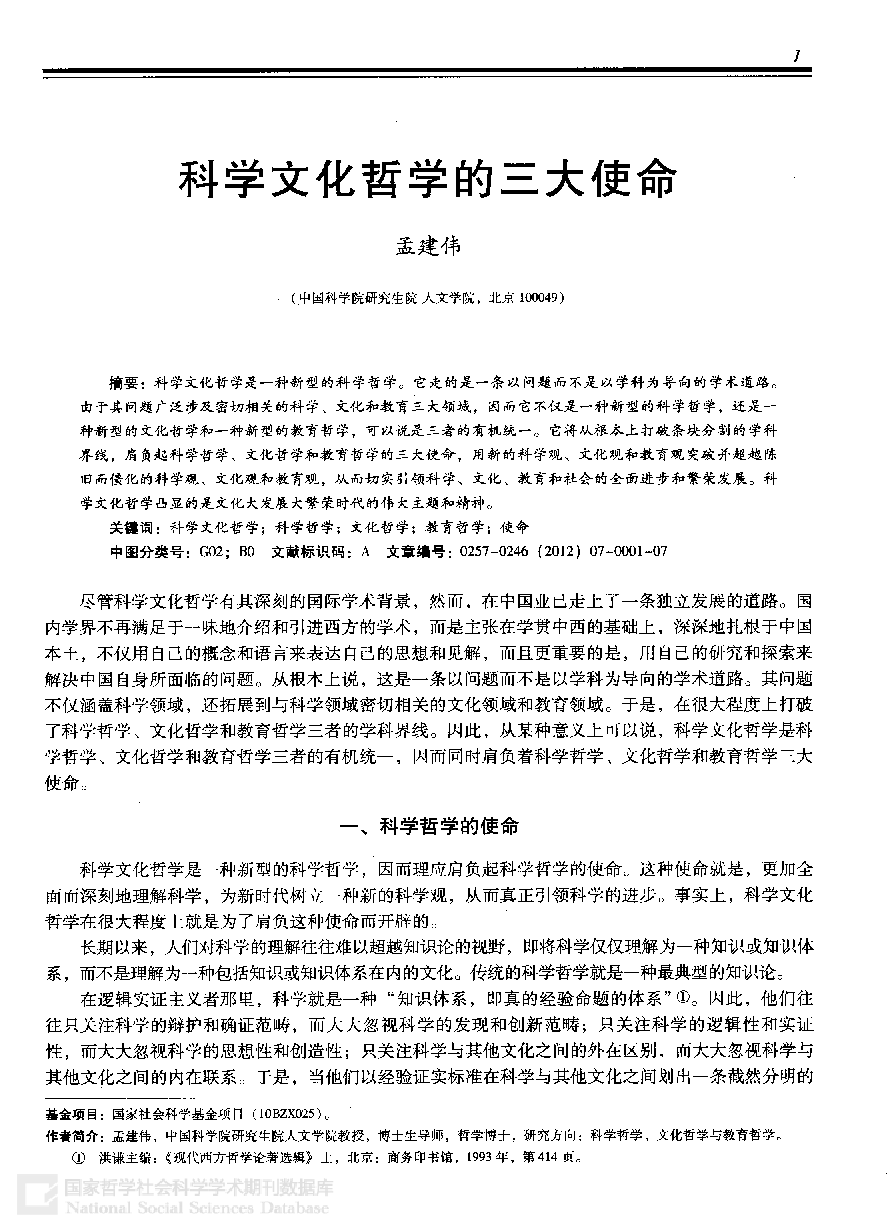 1
科学文化哲学的三大使命
孟建伟
(中国科学院研究生院 人文学院，北京 100049)
摘要：科学文化哲学是一种新型的科学哲学。它走的是一条以问题而不是以学科为导向的学术道路。
由于其问题广泛涉及密切相关的科学、文化和教育三大领域，因而它不仅是一种新型的科学哲学，还是一
种新型的文化哲学和一种新型的教育哲学，可以说是三者的有机统一。它将从根本上打破条块分割的学科
界线，肩负起科学哲学、文化哲学和教育哲学的三大使命，用新的科学观、文化观和教育观突破并超越陈
旧而僵化的科学观、文化观和教育观，从而切实引领科学、文化、教育和社会的全面进步和繁荣发展。科
学文化哲学凸显的是文化大发展大繁荣时代的伟大主题和精神。
关键词：科学文化哲学；科学哲学；文化哲学；教育哲学；使命
中图分类号：G02；B0 文献标识码：A 文章编号：0257-0246（2012）07-0001-07
尽管科学文化哲学有其深刻的国际学术背景，然而，在中国业已走上了一条独立发展的道路。国
内学界不再满足于一味地介绍和引进西方的学术，而是主张在学贯中西的基础上，深深地扎根于中国
本土，不仅用自己的概念和语言来表达自己的思想和见解，而且更重要的是，用自己的研究和探索来
解决中国自身所面临的问题。从根本上说，这是一条以问题而不是以学科为导向的学术道路。其问题
不仅涵盖科学领域，还拓展到与科学领域密切相关的文化领域和教育领域。于是，在很大程度上打破
了科学哲学、文化哲学和教育哲学三者的学科界线。因此，从某种意义上可以说，科学文化哲学是科
学哲学、文化哲学和教育哲学三者的有机统一，因而同时肩负着科学哲学、文化哲学和教育哲学三大
使命。
一、科学哲学的使命
科学文化哲学是一种新型的科学哲学，因而理应肩负起科学哲学的使命。这种使命就是，更加全
面而深刻地理解科学，为新时代树立一种新的科学观，从而真正引领科学的进步。事实上，科学文化
哲学在很大程度上就是为了肩负这种使命而开辟的。
长期以来，人们对科学的理解往往难以超越知识论的视野，即将科学仅仅理解为一种知识或知识体
系，而不是理解为一种包括知识或知识体系在内的文化。传统的科学哲学就是一种最典型的知识论。
在逻辑实证主义者那里，科学就是一种“知识体系，即真的经验命题的体系”①。因此，他们往
往只关注科学的辩护和确证范畴，而大大忽视科学的发现和创新范畴；只关注科学的逻辑性和实证
性，而大大忽视科学的思想性和创造性；只关注科学与其他文化之间的外在区别，而大大忽视科学与
其他文化之间的内在联系。于是，当他们以经验证实标准在科学与其他文化之间划出一条截然分明的
基金项目：国家社会科学基金项目（10BZX025）。
作者简介：孟建伟，中国科学院研究生院人文学院教授，博士生导师，哲学博士，研究方向：科学哲学、文化哲学与教育哲学。
① 洪谦主编：《现代西方哲学论著选辑》上，北京：商务印书馆，1993年，第414页。
国家哲学社会科学学术期刊数据库
National Social Sciences Database